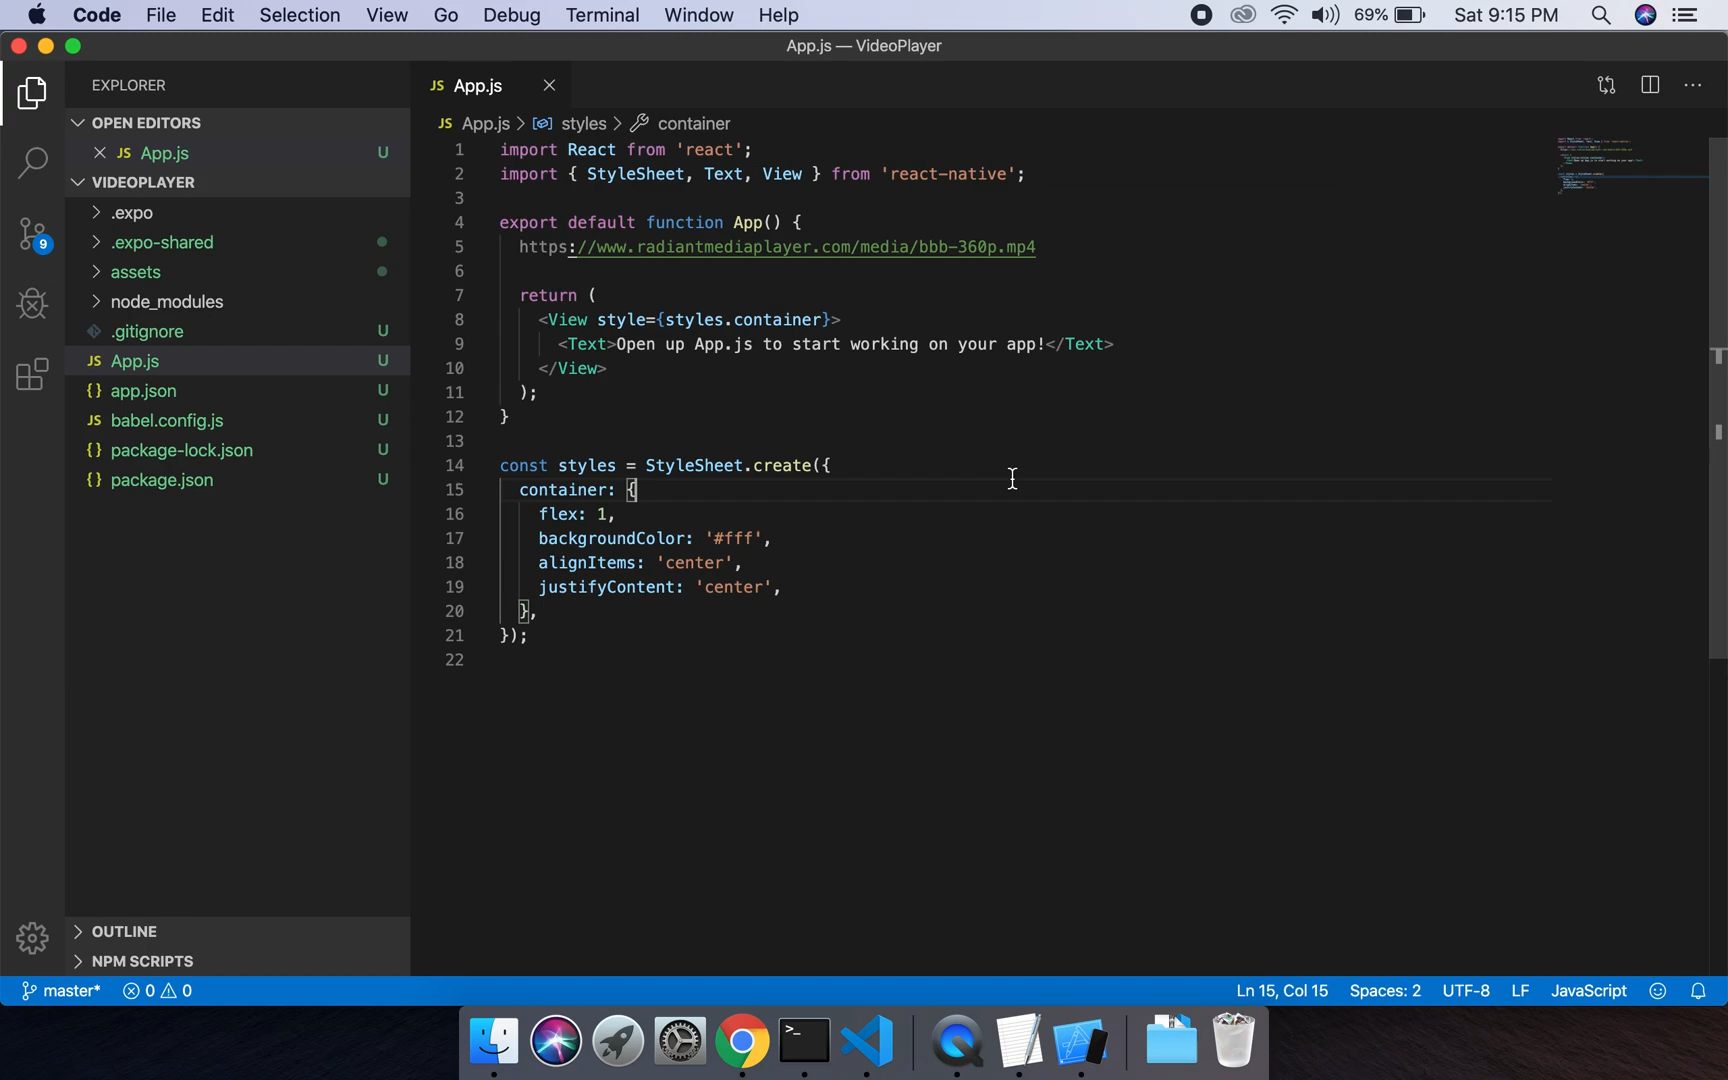 Code File Edit Selection View Go Debug Terminal Window Help 69% Sat 9:15 PM
App.js — VideoPlayer
EXPLORER
OPEN EDITORS
JS App.js U
VIDEOPLAYER
.expo
.expo-shared
assets
node_modules
.gitignore U
JS App.js U
{} app.json U
JS babel.config.js U
{} package-lock.json U
{} package.json U
OUTLINE
NPM SCRIPTS
9
JS App.js
JS App.js > styles > container
1 import React from 'react';
2 import { StyleSheet, Text, View } from 'react-native';
3
4 export default function App() {
5 https://www.radiantmediaplayer.com/media/bbb-360p.mp4
6
7 return (
8 <View style={styles.container}>
9 <Text>Open up App.js to start working on your app!</Text>
10 </View>
11 );
12 }
13
14 const styles = StyleSheet.create({
15 container: {
16 flex: 1,
17 backgroundColor: '#fff',
18 alignItems: 'center',
19 justifyContent: 'center',
20 },
21 });
22
master* 0 0 Ln 15, Col 15 Spaces: 2 UTF-8 LF JavaScript